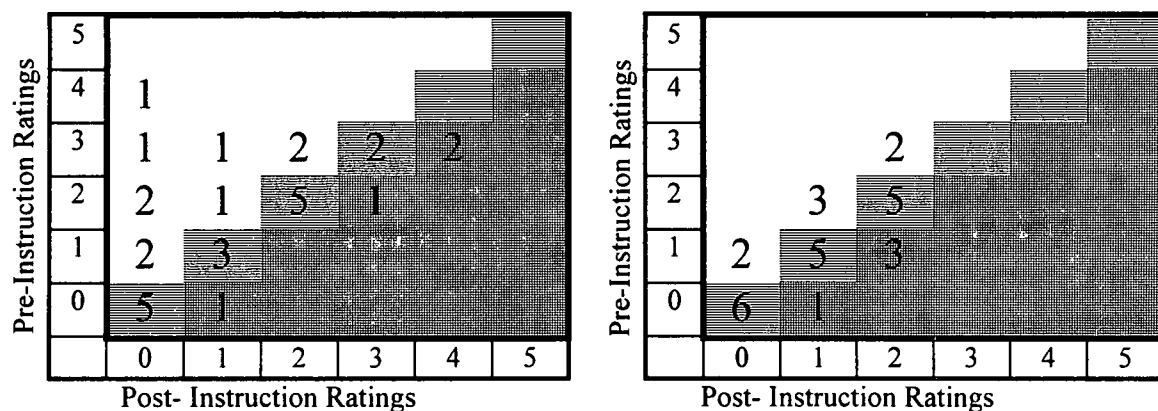 Pre-Instruction Ratings
5
4 1
3 1 1 2 2 2
2 2 1 5 1
1 2 3
0 5 1
0 1 2 3 4 5
Post- Instruction Ratings
Pre-Instruction Ratings
5
4
3 2
2 3 5
1 2 5 3
0 6 1
0 1 2 3 4 5
Post- Instruction Ratings